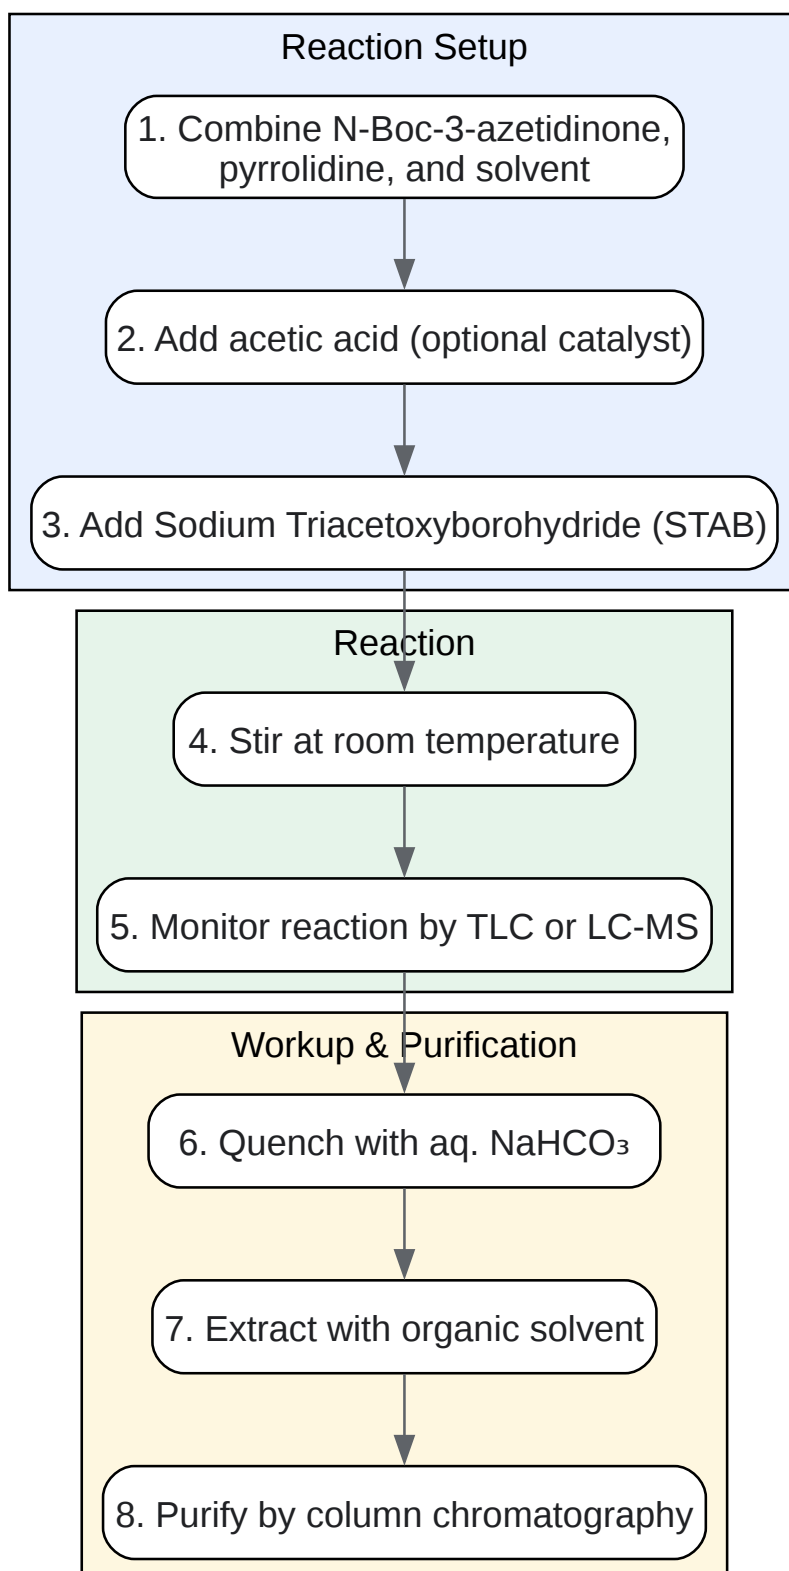 Reaction Setup
1. Combine N-Boc-3-azetidinone,
pyrrolidine, and solvent
2. Add acetic acid (optional catalyst)
3. Add Sodium Triacetoxyborohydride (STAB)
Reaction
4. Stir at room temperature
5. Monitor reaction by TLC or LC-MS
Workup & Purification
6. Quench with aq. NaHCO₃
7. Extract with organic solvent
8. Purify by column chromatography